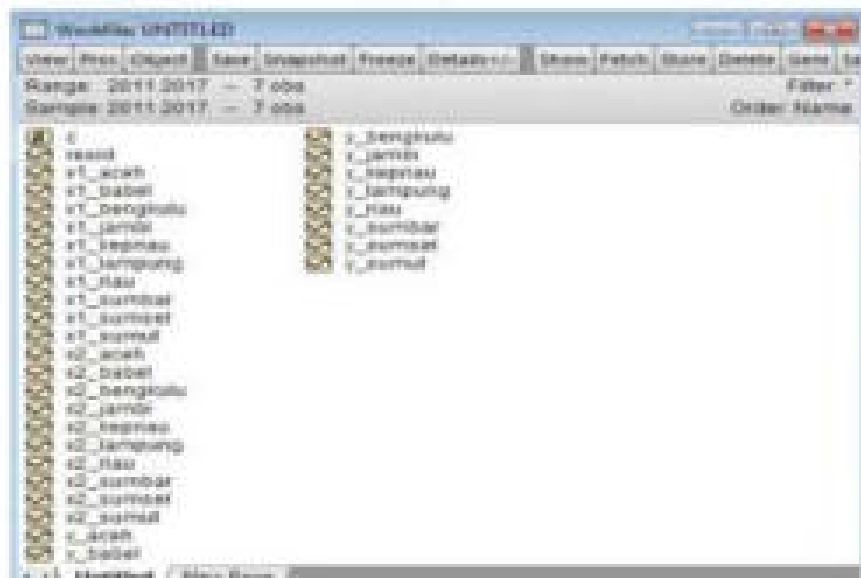 Workfile: UNTITLED
View Proc Object Save Snapshot Freeze Details+/- Show Fetch Store Delete Genr
Range: 2011 2017 -- 7 obs
Filter: *
Sample: 2011 2017 -- 7 obs
Order: Name
c
resid
x1_aceh
x1_babel
x1_bengkulu
x1_jambi
x1_kepriau
x1_lampung
x1_riau
x1_sumbar
x1_sumsel
x1_sumut
x2_aceh
x2_babel
x2_bengkulu
x2_jambi
x2_kepriau
x2_lampung
x2_riau
x2_sumbar
x2_sumsel
x2_sumut
y_aceh
y_babel
y_bengkulu
y_jambi
y_kepriau
y_lampung
y_riau
y_sumbar
y_sumsel
y_sumut
Untitled New Page